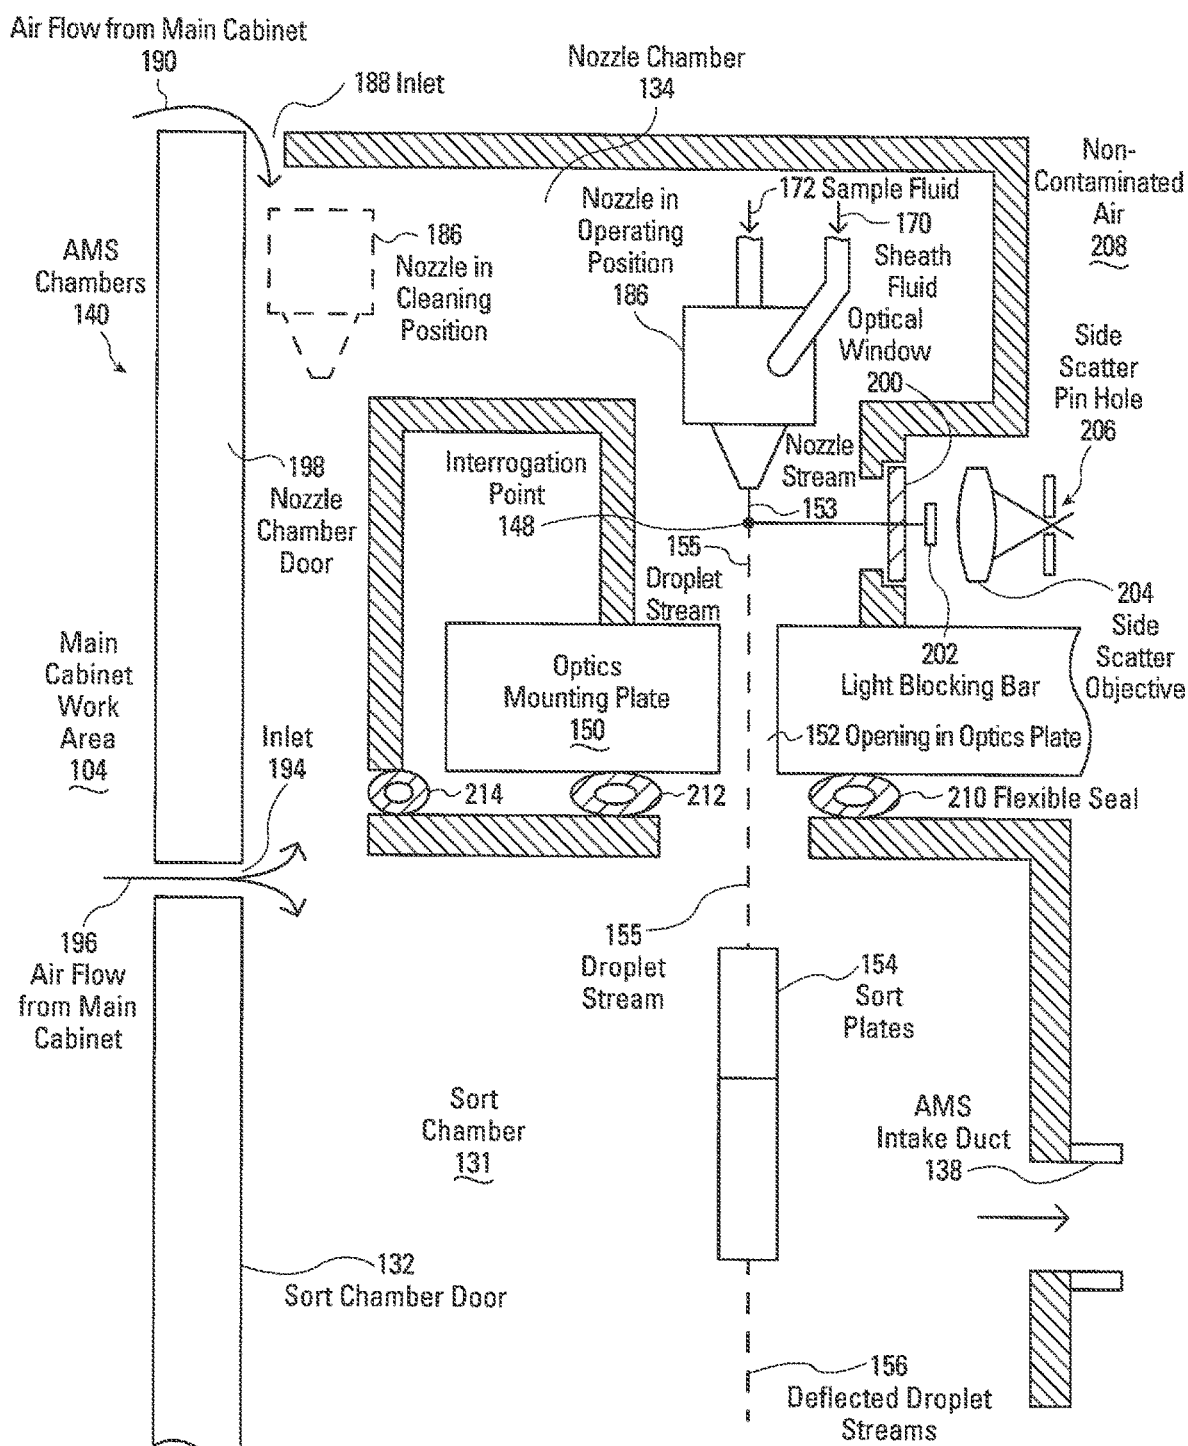 Air Flow from Main Cabinet
190
188 Inlet
Nozzle Chamber
134
Non-
Contaminated
Air
208
172 Sample Fluid
170
Sheath
Fluid
Nozzle in
Operating
Position
186
AMS
Chambers
140
186
Nozzle in
Cleaning
Position
Optical
Window
200
Side
Scatter
Pin Hole
206
198
Nozzle
Chamber
Door
Interrogation
Point
148
Nozzle
Stream
153
155
Droplet
Stream
204
Side
Scatter
Objective
202
Light Blocking Bar
Main
Cabinet
Work
Area
104
Optics
Mounting Plate
150
152 Opening in Optics Plate
Inlet
194
214
212
210 Flexible Seal
196
Air Flow
from Main
Cabinet
155
Droplet
Stream
154
Sort
Plates
Sort
Chamber
131
AMS
Intake Duct
138
132
Sort Chamber Door
156
Deflected Droplet
Streams